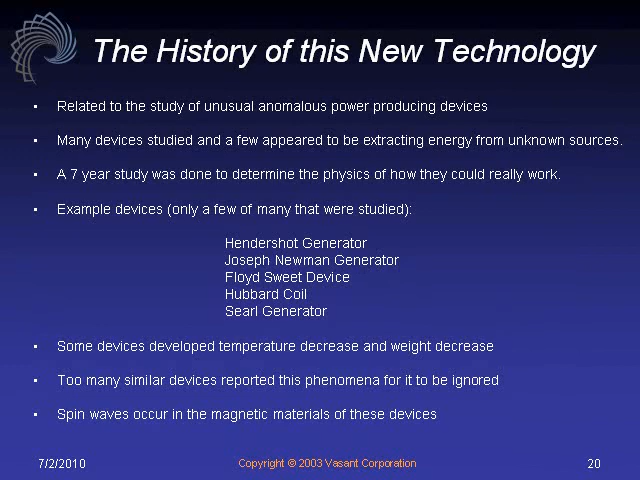 The History of this New Technology
• Related to the study of unusual anomalous power producing devices
• Many devices studied and a few appeared to be extracting energy from unknown sources.
• A 7 year study was done to determine the physics of how they could really work.
• Example devices (only a few of many that were studied):
Hendershot Generator
Joseph Newman Generator
Floyd Sweet Device
Hubbard Coil
Searl Generator
• Some devices developed temperature decrease and weight decrease
• Too many similar devices reported this phenomena for it to be ignored
• Spin waves occur in the magnetic materials of these devices
7/2/2010
Copyright © 2003 Vasant Corporation
20